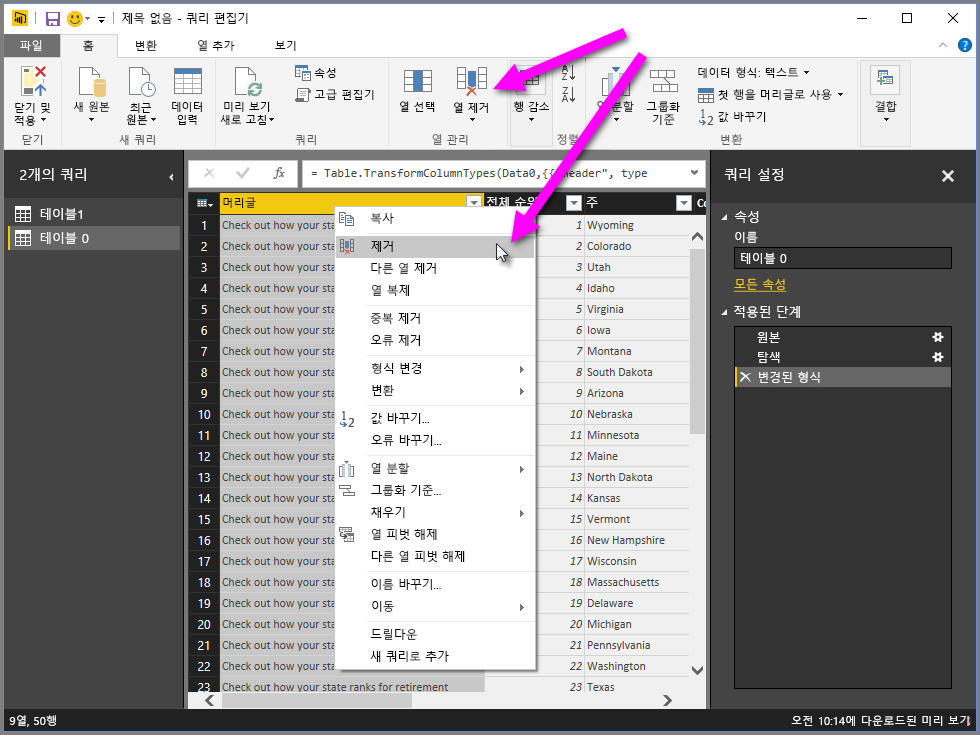 제목 없음 - 쿼리 편집기
파일
홈
변환
열 추가
보기
닫기 및
적용
새 원본
최근
원본
데이터
입력
미리 보기
새로 고침
속성
고급 편집기
열 선택
열 제거
행 감소
분할
그룹화
기준
데이터 형식: 텍스트
첫 행을 머리글로 사용
값 바꾸기
결합
닫기
새 쿼리
쿼리
열 관리
정렬
변환
2개의 쿼리
테이블1
테이블 0
fx
= Table.TransformColumnTypes(Data0,{{"Header", type
머리글
전체 순위
주
1 Check out how your sta 1 Wyoming
2 Check out how your sta 2 Colorado
3 Check out how your sta 3 Utah
4 Check out how your sta 4 Idaho
5 Check out how your sta 5 Virginia
6 Check out how your sta 6 Iowa
7 Check out how your sta 7 Montana
8 Check out how your sta 8 South Dakota
9 Check out how your sta 9 Arizona
10 Check out how your sta 10 Nebraska
11 Check out how your sta 11 Minnesota
12 Check out how your sta 12 Maine
13 Check out how your sta 13 North Dakota
14 Check out how your sta 14 Kansas
15 Check out how your sta 15 Vermont
16 Check out how your sta 16 New Hampshire
17 Check out how your sta 17 Wisconsin
18 Check out how your sta 18 Massachusetts
19 Check out how your sta 19 Delaware
20 Check out how your sta 20 Michigan
21 Check out how your sta 21 Pennsylvania
22 Check out how your sta 22 Washington
23 Check out how your state ranks for retirement 23 Texas
복사
제거
다른 열 제거
열 복제
중복 제거
오류 제거
형식 변경
변환
값 바꾸기...
오류 바꾸기...
열 분할
그룹화 기준...
채우기
열 피벗 해제
다른 열 피벗 해제
이름 바꾸기...
이동
드릴다운
새 쿼리로 추가
쿼리 설정
속성
이름
테이블 0
모든 속성
적용된 단계
원본
탐색
변경된 형식
9열, 50행
오전 10:14에 다운로드된 미리 보기